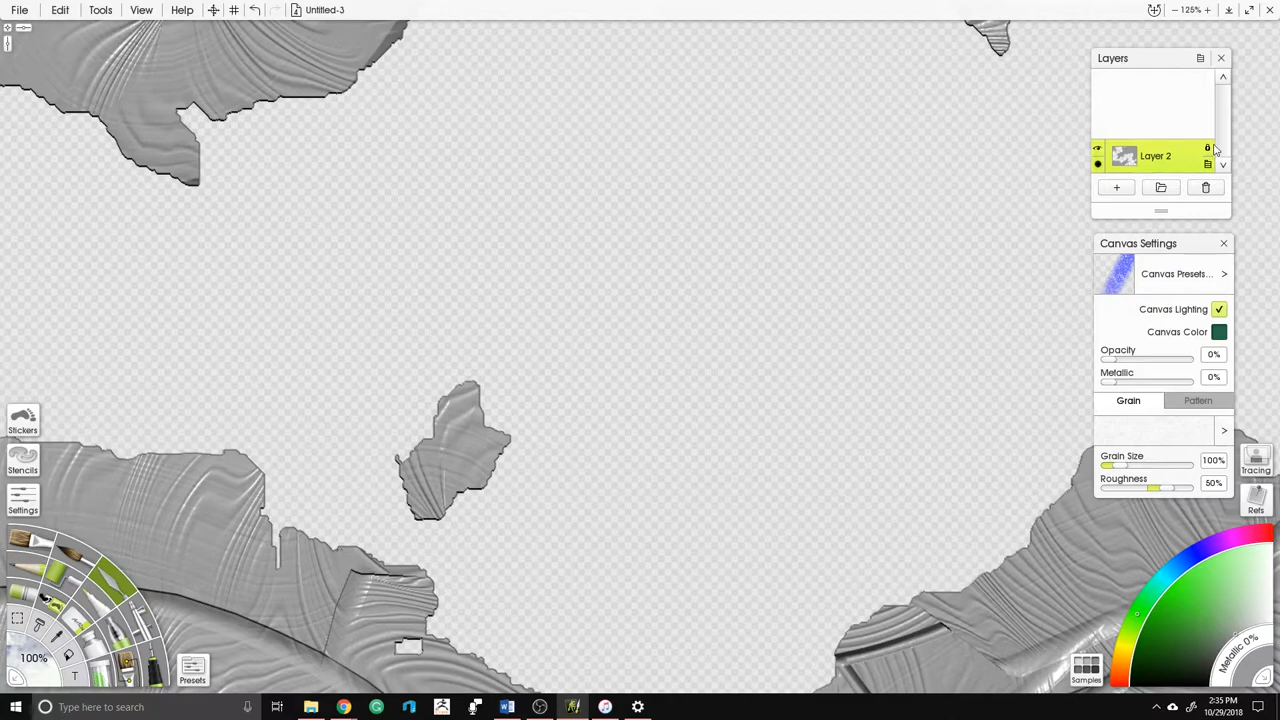 File Edit Tools View Help Untitled-3 − 125% +
Layers
Layer 2
Canvas Settings
Canvas Presets... >
Canvas Lighting
Canvas Color
Opacity
0%
Metallic
0%
Grain Pattern
Grain Size
100%
Roughness
50%
Stickers
Stencils
Settings
Tracing
Refs
100%
T
Presets
Metallic 0%
Samples
Type here to search
2:35 PM
10/29/2018